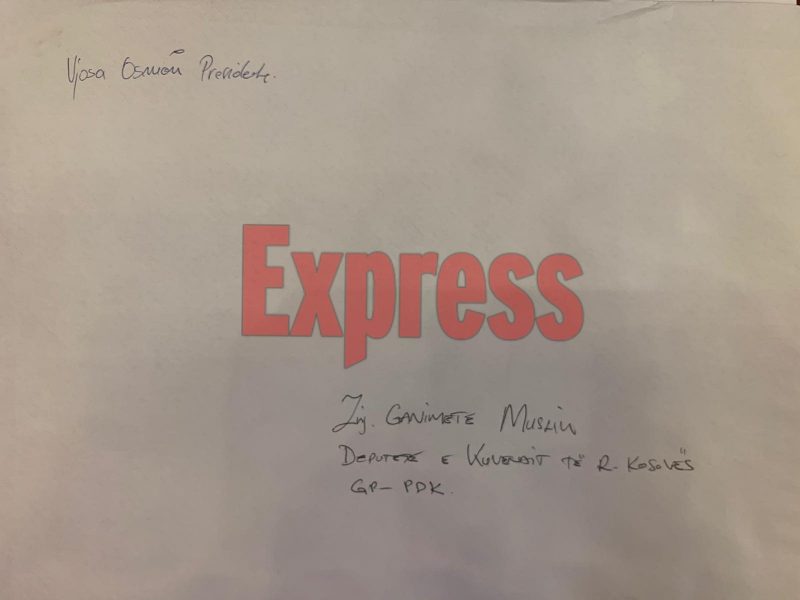 Vjosa Osmani Presidente.
Express
Znj. GANIMETE MUSLIU
DEPUTETE E KUVENDIT TË R. KOSOVËS
GP-PDK.